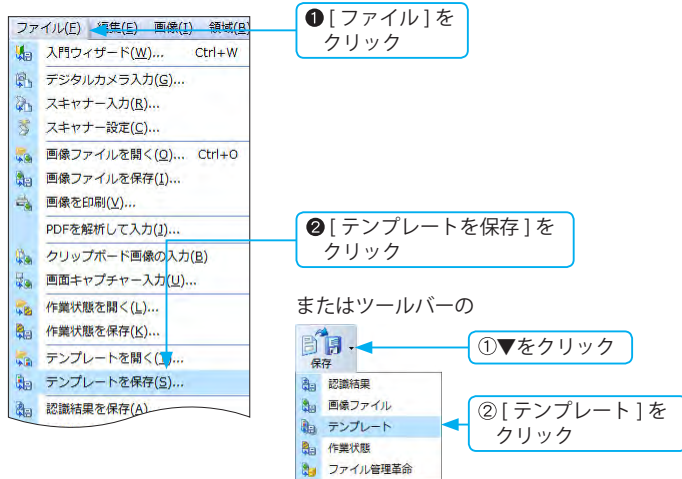 ファイル(F) 編集(E) 画像(I) 領域(B)
入門ウィザード(W)... Ctrl+W
デジタルカメラ入力(G)...
スキャナー入力(R)...
スキャナー設定(C)...
画像ファイルを開く(O)... Ctrl+O
画像ファイルを保存(I)...
画像を印刷(V)...
PDFを解析して入力(J)...
クリップボード画像の入力(B)
画面キャプチャー入力(U)...
作業状態を開く(L)...
作業状態を保存(K)...
テンプレートを開く(
テンプレートを保存(S)...
認識結果を保存(A)
❶[ ファイル ] を
クリック
❷[ テンプレートを保存 ] を
クリック
またはツールバーの
保存
①▼をクリック
認識結果
画像ファイル
テンプレート
作業状態
ファイル管理革命
②[ テンプレート ] を
クリック